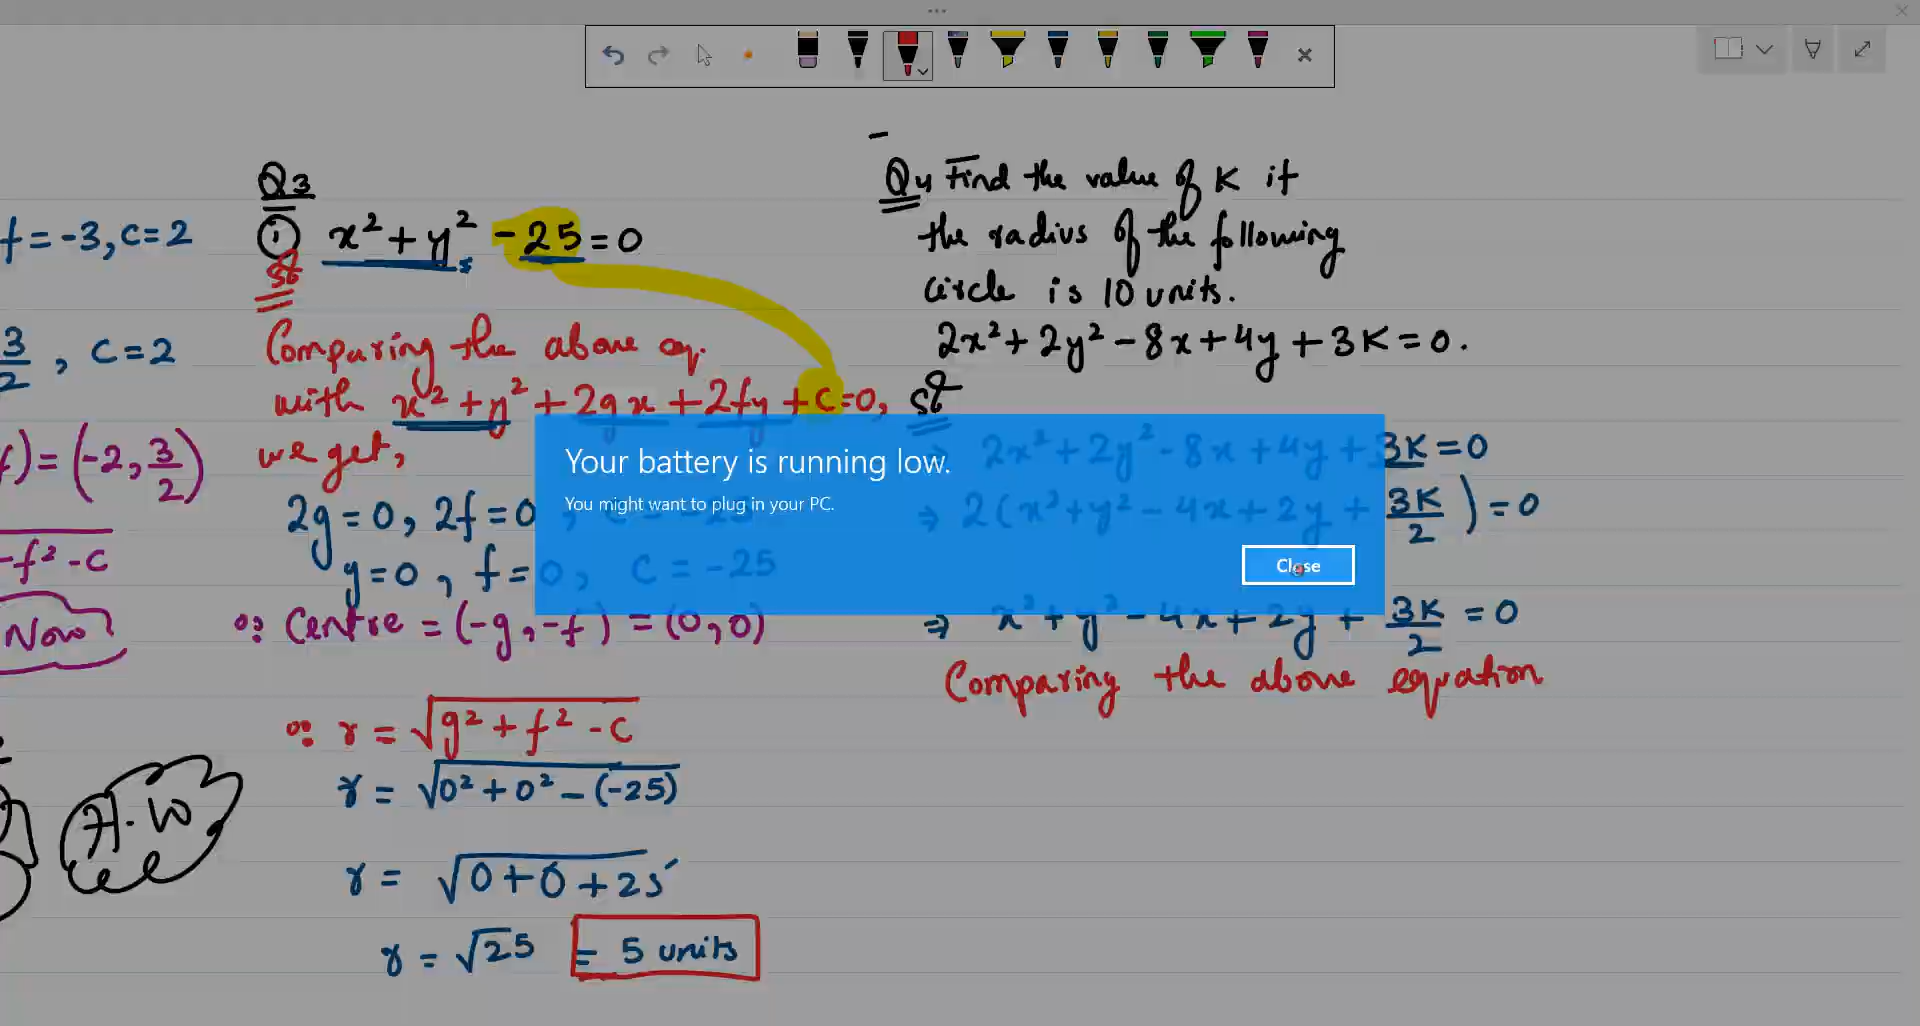 f = -3, c=2
3/2, c=2
f) = (-2, 3/2)
-f² - c
Now?
H.W
Q3
① x² + y² - 25 = 0
Comparing the above eq.
with x² + y² + 2gx + 2fy + c = 0,
we get,
2g = 0, 2f = 0, c = -25
g = 0, f = 0, c = -25
∴ Centre = (-g, -f) = (0,0)
∴ r = √g² + f² - c
r = √0² + 0² - (-25)
r = √0 + 0 + 25
r = √25 = 5 units
Q4 Find the value of K if
the radius of the following
circle is 10 units.
2x² + 2y² - 8x + 4y + 3K = 0.
⇒ 2x² + 2y² - 8x + 4y + 3K = 0
⇒ 2(x² + y² - 4x + 2y + 3K/2) = 0
⇒ x² + y² - 4x + 2y + 3K/2 = 0
Comparing the above equation
Your battery is running low.
You might want to plug in your PC.
Close